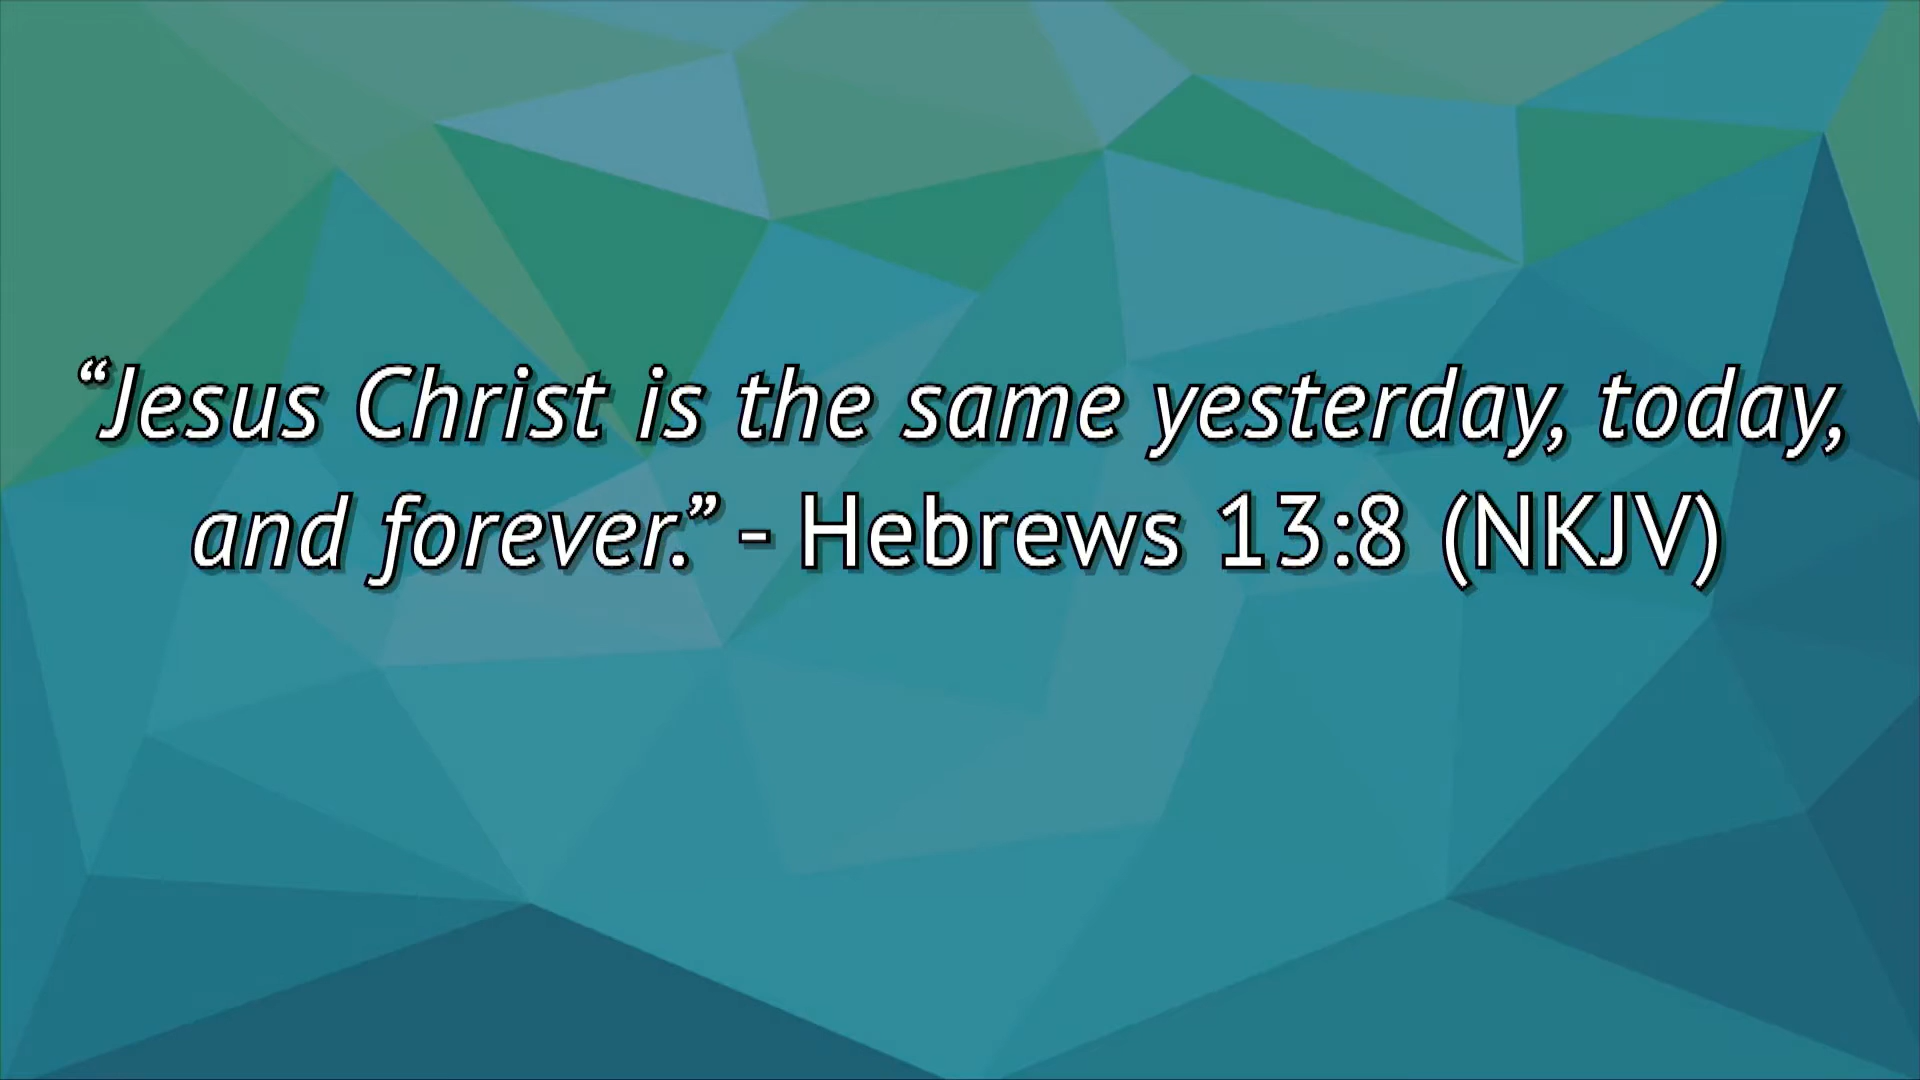 “Jesus Christ is the same yesterday, today,
and forever.” - Hebrews 13:8 (NKJV)